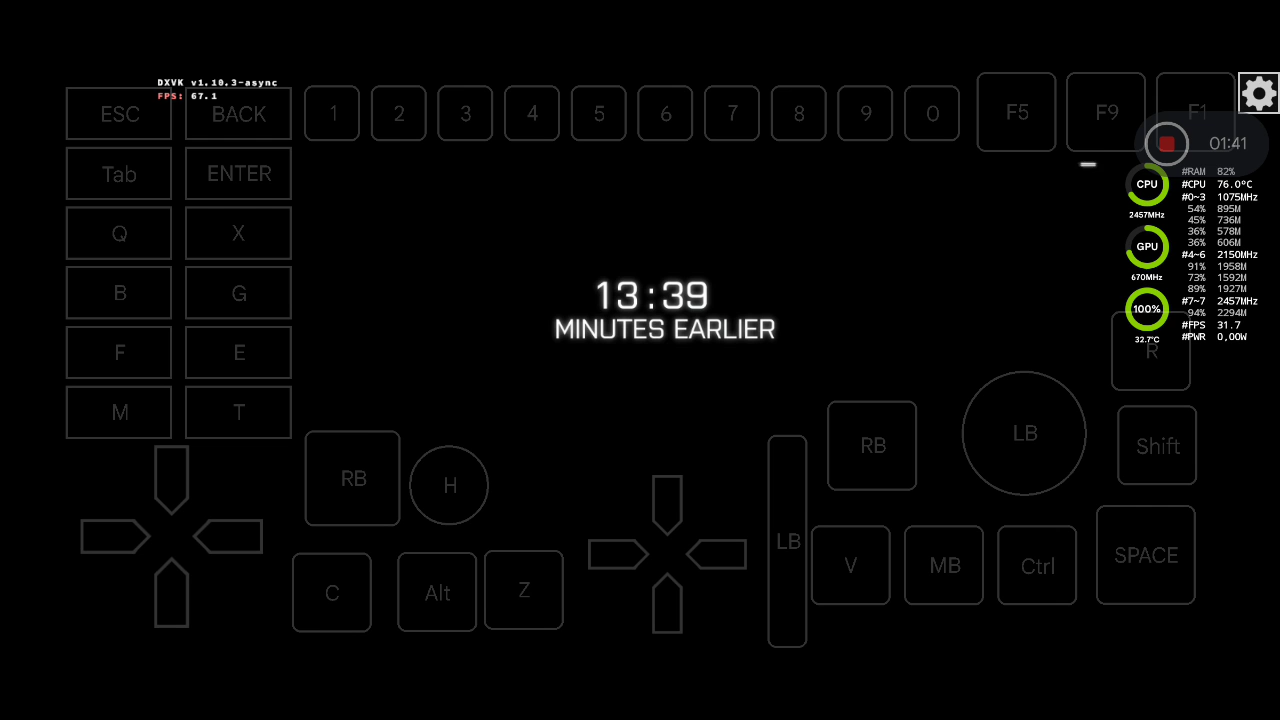 DXVK v1.10.3-async
FPS: 67.1
ESC BACK 1 2 3 4 5 6 7 8 9 0 F5 F9 F1
01:41
Tab ENTER
CPU
2457MHz
GPU
670MHz
100%
32.7°C
#RAM 82%
#CPU 76.0°C
#0~3 1075MHz
54% 895M
45% 736M
36% 578M
36% 606M
#4~6 2150MHz
91% 1958M
73% 1592M
89% 1927M
#7~7 2457MHz
94% 2294M
#FPS 31.7
#PWR 0,00W
Q X
B G
13:39
MINUTES EARLIER
F E
R
M T
RB H RB LB Shift
C Alt Z LB V MB Ctrl SPACE